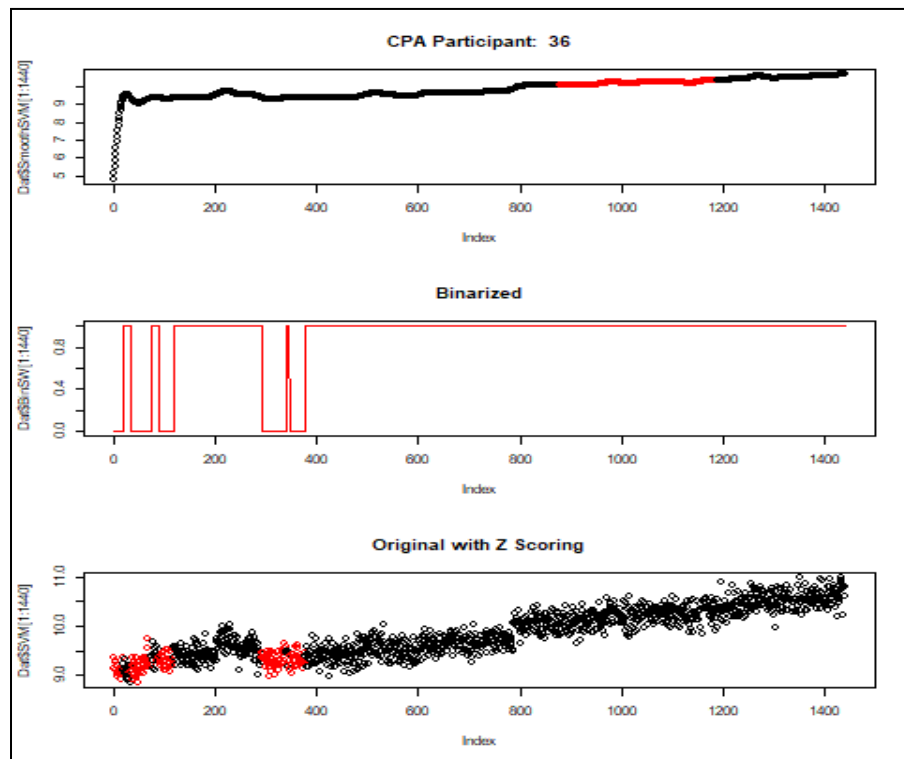 CPA Participant: 36
Dat$SmoothSVM[1:1440]
5 6 7 8 9
0 200 400 600 800 1000 1200 1400
Index
Binarized
Dat$BinSW[1:1440]
0.0 0.4 0.8
0 200 400 600 800 1000 1200 1400
Index
Original with Z Scoring
Dat$SVM[1:1440]
9.0 10.0 11.0
0 200 400 600 800 1000 1200 1400
Index